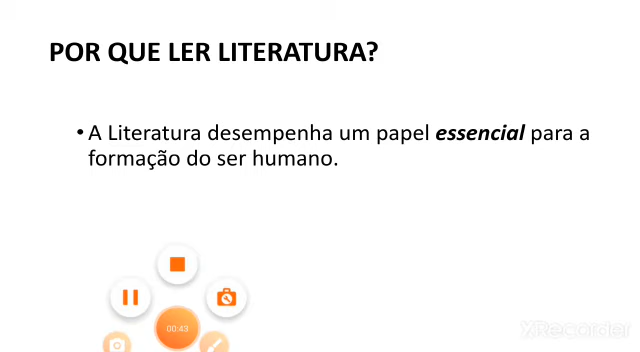 POR QUE LER LITERATURA?
• A Literatura desempenha um papel essencial para a
formação do ser humano.
00:43
XRecorder